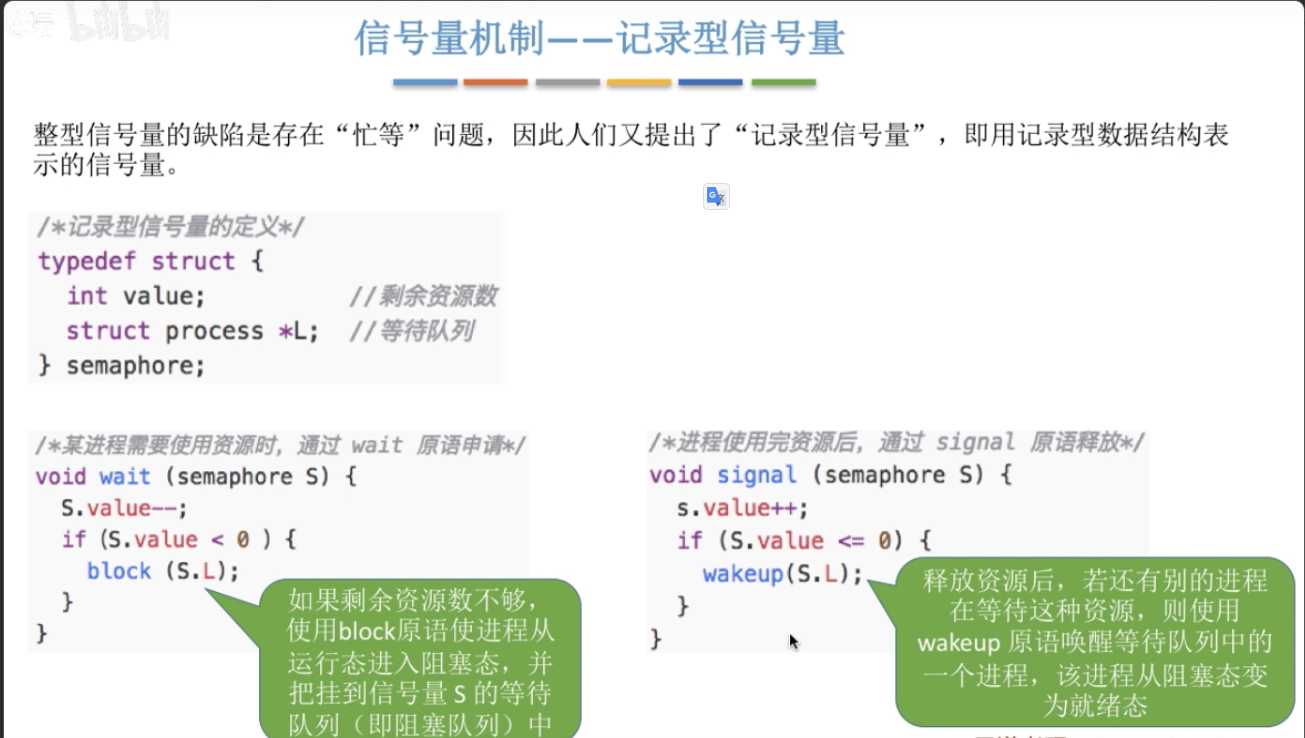 bilibili
信号量机制——记录型信号量
整型信号量的缺陷是存在“忙等”问题，因此人们又提出了“记录型信号量”，即用记录型数据结构表
示的信号量。
/*记录型信号量的定义*/
typedef struct {
int value; //剩余资源数
struct process *L; //等待队列
} semaphore;
/*某进程需要使用资源时，通过 wait 原语申请*/
void wait (semaphore S) {
S.value--;
if (S.value < 0 ) {
block (S.L);
}
}
如果剩余资源数不够，
使用block原语使进程从
运行态进入阻塞态，并
把挂到信号量 S 的等待
队列（即阻塞队列）中
/*进程使用完资源后，通过 signal 原语释放*/
void signal (semaphore S) {
s.value++;
if (S.value <= 0) {
wakeup(S.L);
}
}
释放资源后，若还有别的进程
在等待这种资源，则使用
wakeup 原语唤醒等待队列中的
一个进程，该进程从阻塞态变
为就绪态